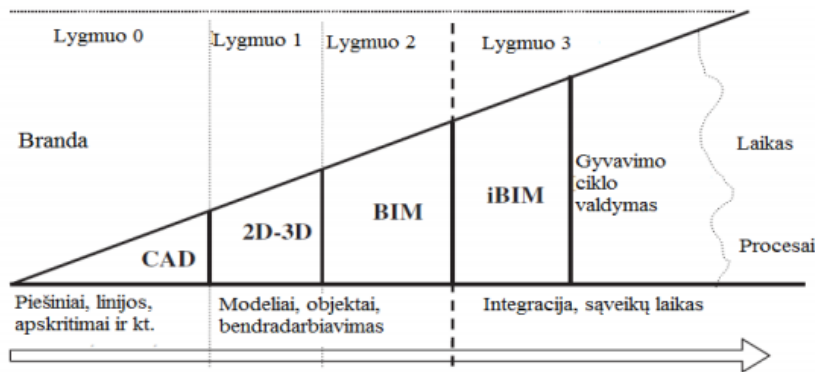 Lygmuo 0
Lygmuo 1
Lygmuo 2
Lygmuo 3
Branda
Laikas
Gyvavimo
ciklo
valdymas
CAD
2D-3D
BIM
iBIM
Procesai
Piešiniai, linijos,
apskritimai ir kt.
Modeliai, objektai,
bendradarbiavimas
Integracija, sąveikų laikas